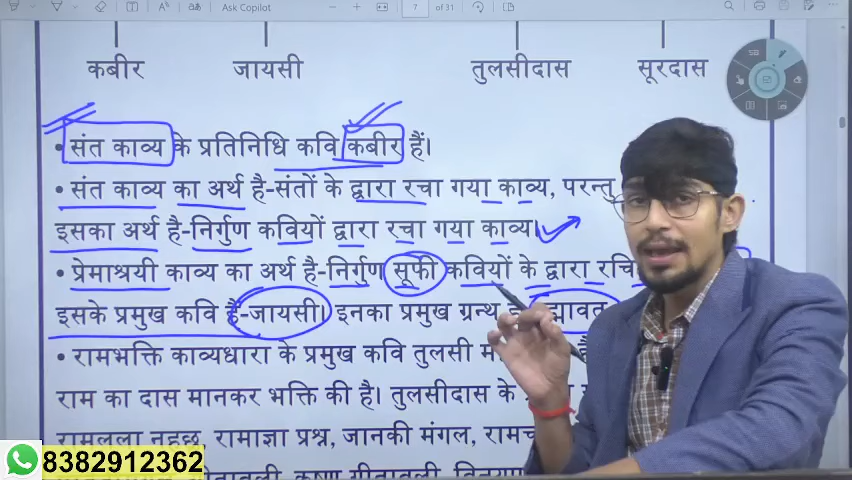 Ask Copilot
7 of 31
कबीर जायसी तुलसीदास सूरदास
• संत काव्य के प्रतिनिधि कवि कबीर हैं।
• संत काव्य का अर्थ है-संतों के द्वारा रचा गया काव्य, परन्तु
इसका अर्थ है-निर्गुण कवियों द्वारा रचा गया काव्य।
• प्रेमाश्रयी काव्य का अर्थ है-निर्गुण सूफी कवियों के द्वारा
इसके प्रमुख कवि हैं-जायसी। इनका प्रमुख ग्रन्थ
• रामभक्ति काव्यधारा के प्रमुख कवि तुलसी
राम का दास मानकर भक्ति की है। तुलसीदास के
रामलला नहछू, रामाज्ञा प्रश्न, जानकी मंगल,
गीतावली, कृष्ण गीतावली,
8382912362